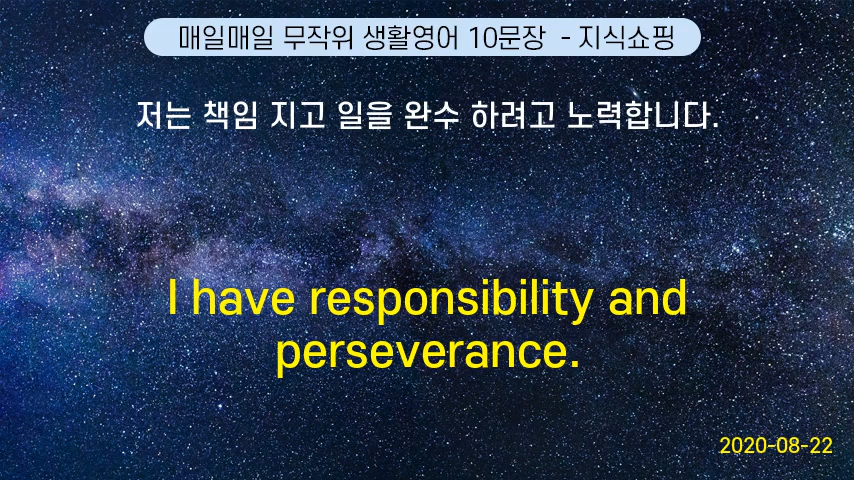 매일매일 무작위 생활영어 10문장 - 지식쇼핑
저는 책임 지고 일을 완수 하려고 노력합니다.
I have responsibility and
perseverance.
2020-08-22